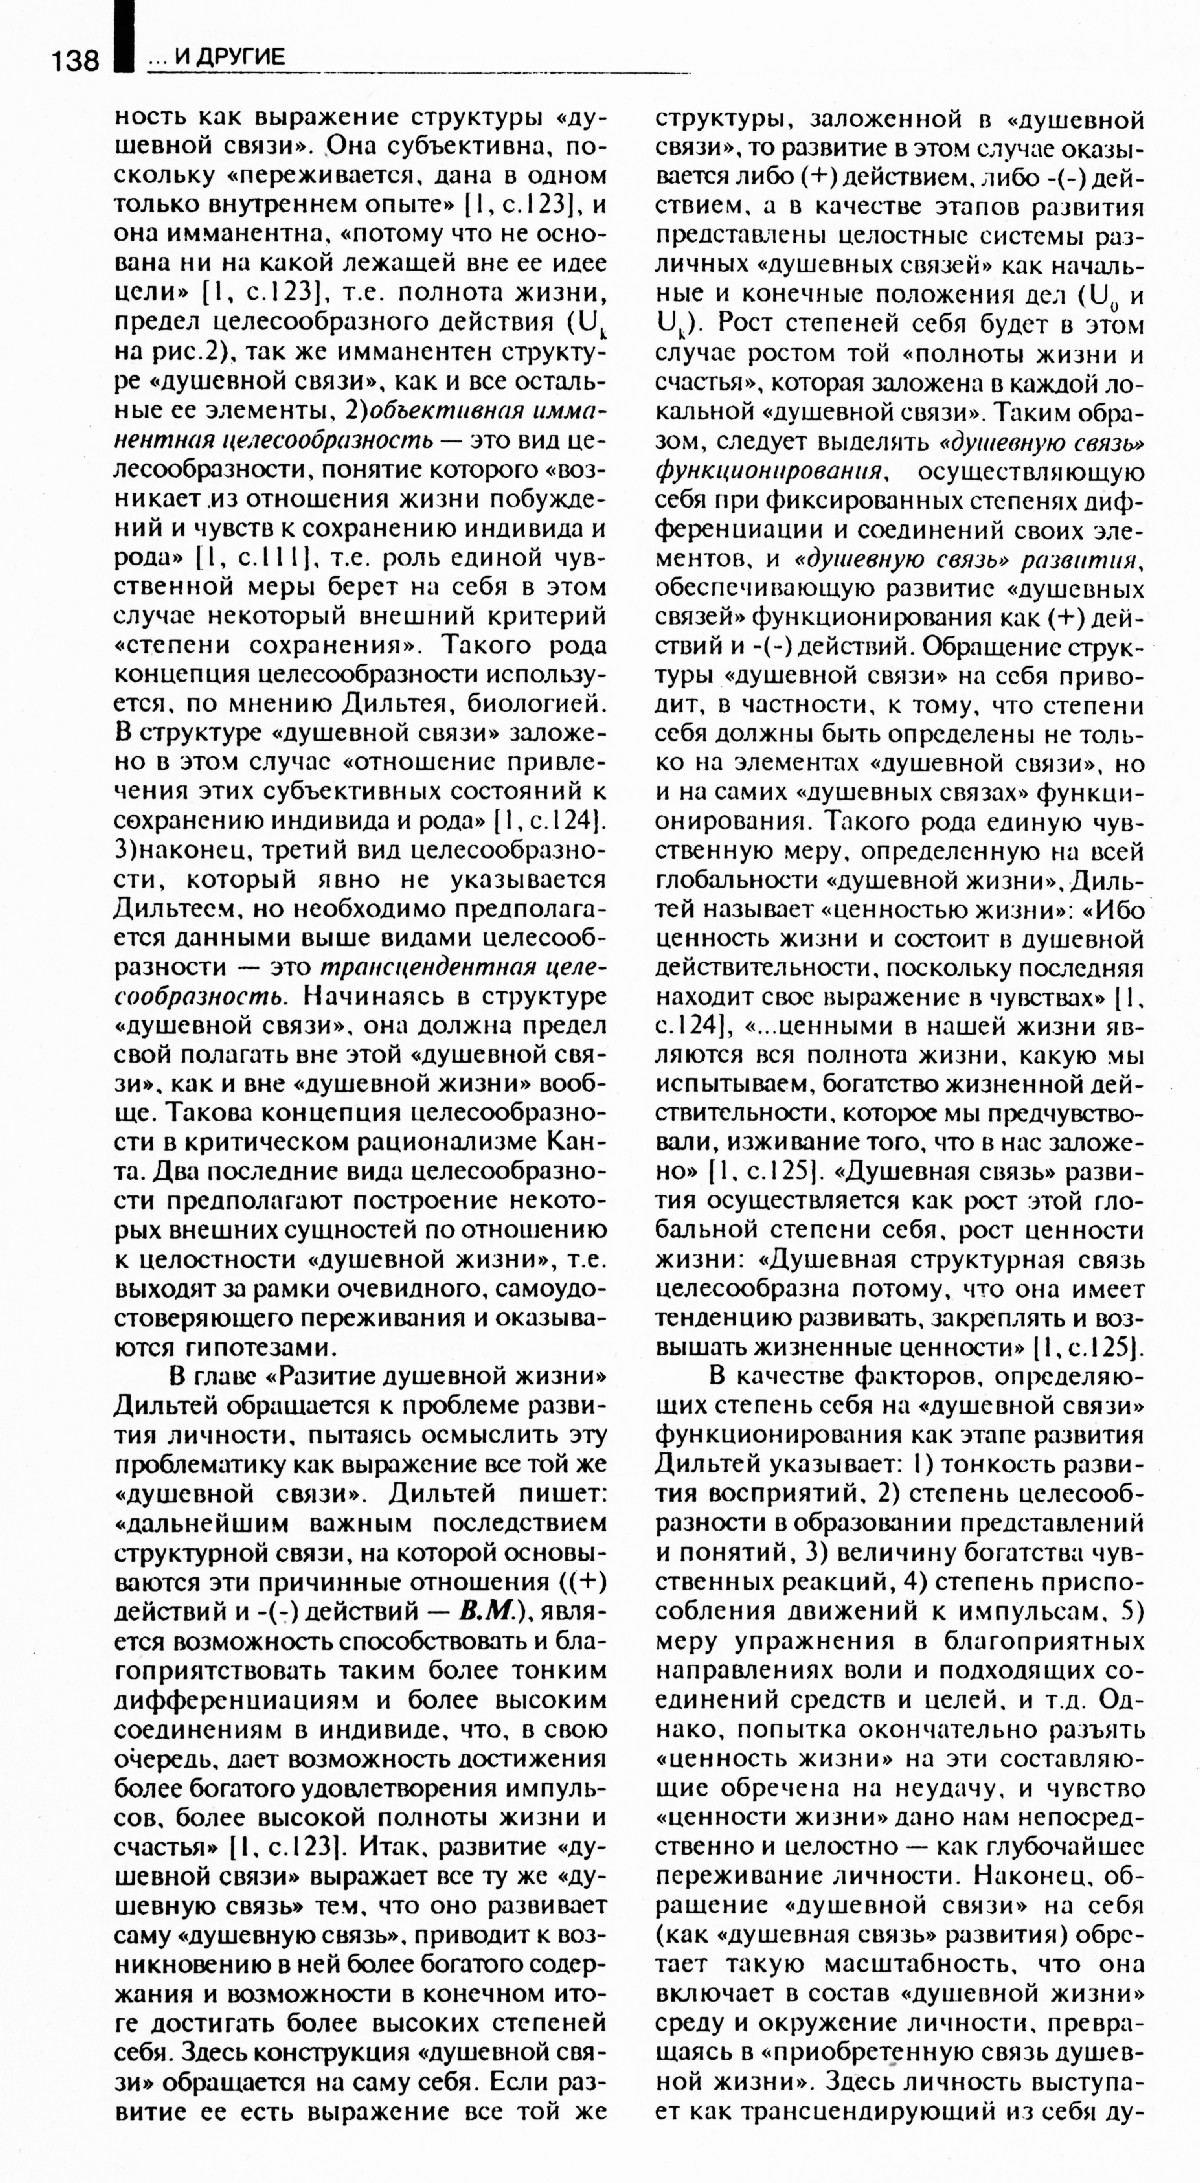 138
... И ДРУГИЕ
ность как выражение структуры «ду-
шевной связи». Она субъективна, по-
скольку «переживается, дана в одном
только внутреннем опыте» [1, с.123], и
она имманентна, «потому что не осно-
вана ни на какой лежащей вне ее идее
цели» [1, с.123], т.е. полнота жизни,
предел целесообразного действия (Uk
на рис.2), так же имманентен структу-
ре «душевной связи», как и все осталь-
ные ее элементы, 2)объективная имма-
нентная целесообразность — это вид це-
лесообразности, понятие которого «воз-
никает из отношения жизни побужде-
ний и чувств к сохранению индивида и
рода» [1, с.111], т.е. роль единой чув-
ственной меры берет на себя в этом
случае некоторый внешний критерий
«степени сохранения». Такого рода
концепция целесообразности использу-
ется, по мнению Дильтея, биологией.
В структуре «душевной связи» заложе-
но в этом случае «отношение привле-
чения этих субъективных состояний к
сохранению индивида и рода» [1, с.124].
3)наконец, третий вид целесообразно-
сти, который явно не указывается
Дильтеем, но необходимо предполага-
ется данными выше видами целесооб-
разности — это трансцендентная целе-
сообразность. Начинаясь в структуре
«душевной связи», она должна предел
свой полагать вне этой «душевной свя-
зи», как и вне «душевной жизни» вооб-
ще. Такова концепция целесообразно-
сти в критическом рационализме Кан-
та. Два последние вида целесообразно-
сти предполагают построение некото-
рых внешних сущностей по отношению
к целостности «душевной жизни», т.е.
выходят за рамки очевидного, самоудо-
стоверяющего переживания и оказыва-
ются гипотезами.
В главе «Разитие душевной жизни»
Дильтей обращается к проблеме разви-
тия личности, пытаясь осмыслить эту
проблематику как выражение все той же
«душевной связи». Дильтей пишет:
«дальнейшим важным последствием
структурной связи, на которой основы-
ваются эти причинные отношения ((+)
действий и -(-) действий — В.М.), явля-
ется возможность способствовать и бла-
гоприятствовать таким более тонким
дифференциациям и более высоким
соединениям в индивиде, что, в свою
очередь, дает возможность достижения
более богатого удовлетворения импуль-
сов, более высокой полноты жизни и
счастья» [1, с.123]. Итак, развитие «ду-
шевной связи» выражает все ту же «ду-
шевную связь» тем, что оно развивает
саму «душевную связь», приводит к воз-
никновению в ней более богатого содер-
жания и возможности в конечном ито-
ге достигать более высоких степеней
себя. Здесь конструкция «душевной свя-
зи» обращается на саму себя. Если раз-
витие ее есть выражение все той же
структуры, заложенной в «душевной
связи», то развитие в этом случае оказы-
вается либо (+) действием, либо -(-) дей-
ствием, а в качестве этапов развития
представлены целостные системы раз-
личных «душевных связей» как началь-
ные и конечные положения дел (U0 и
Uk). Рост степеней себя будет в этом
случае ростом той «полноты жизни и
счастья», которая заложена в каждой ло-
кальной «душевной связи». Таким обра-
зом, следует выделять «душевную связь»
функционирования, осуществляющую
себя при фиксированных степенях диф-
ференциации и соединений своих эле-
ментов, и «душевную связь» развития,
обеспечивающую развитие «душевных
связей» функционирования как (+) дей-
ствий и -(-) действий. Обращение струк-
туры «душевной связи» на себя приво-
дит, в частности, к тому, что степени
себя должны быть определены не толь-
ко на элементах «душевной связи», но
и на самих «душевных связах» функци-
онирования. Такого рода единую чув-
ственную меру, определенную на всей
глобальности «душевной жизни», Диль-
тей называет «ценностью жизни»: «Ибо
ценность жизни и состоит в душевной
действительности, поскольку последняя
находит свое выражение в чувствах» [1,
с.124], «...ценными в нашей жизни яв-
ляются вся полнота жизни, какую мы
испытываем, богатство жизненной дей-
ствительности, которое мы предчувство-
вали, изживание того, что в нас заложе-
но» [1, с.125]. «Душевная связь» разви-
тия осуществляется как рост этой гло-
бальной степени себя, рост ценности
жизни: «Душевная структурная связь
целесообразна потому, что она имеет
тенденцию развивать, закреплять и воз-
вышать жизненные ценности» [1, с.125].
В качестве факторов, определяю-
щих степень себя на «душевной связи»
функционирования как этапе развития
Дильтей указывает: 1) тонкость разви-
тия восприятий, 2) степень целесооб-
разности в образовании представлений
и понятий, 3) величину богатства чув-
ственных реакций, 4) степень приспо-
собления движений к импульсам, 5)
меру упражнения в благоприятных
направлениях воли и подходящих со-
единений средств и целей, и т.д. Од-
нако, попытка окончательно разъять
«ценность жизни» на эти составляю-
щие обречена на неудачу, и чувство
«ценности жизни» дано нам непосред-
ственно и целостно — как глубочайшее
переживание личности. Наконец, об-
ращение «душевной связи» на себя
(как «душевная связь» развития) обре-
тает такую масштабность, что она
включает в состав «душевной жизни»
среду и окружение личности, превра-
щаясь в «приобретенную связь душев-
ной жизни». Здесь личность выступа-
ет как трансцендирующий из себя ду-